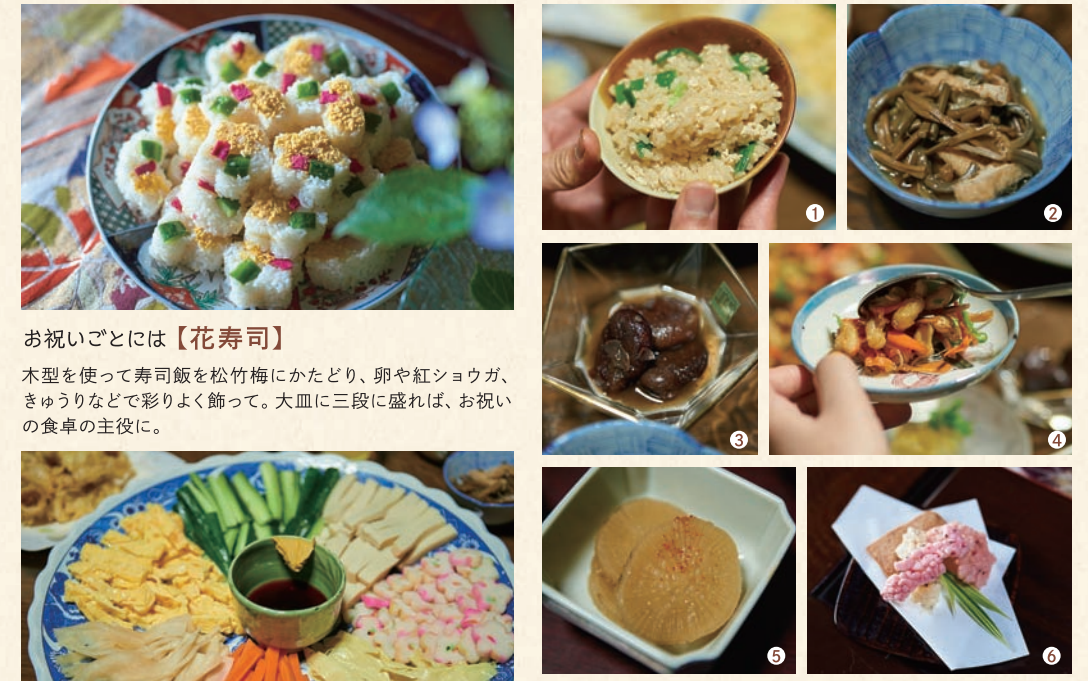 お祝いごとには【花寿司】
木型を使って寿司飯を松竹梅にかたどり、卵や紅ショウガ、
きゅうりなどで彩りよく飾って。大皿に三段に盛れば、お祝い
の食卓の主役に。
1
2
3
4
5
6